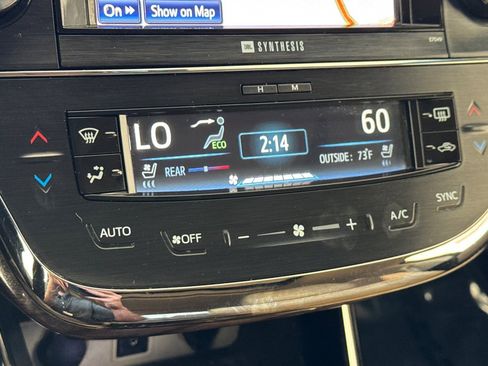 On >> Show on Map
JBL SYNTHESIS
H M
LO ECO 2:14 60
REAR OUTSIDE: 73°F
AUTO OFF - + A/C SYNC